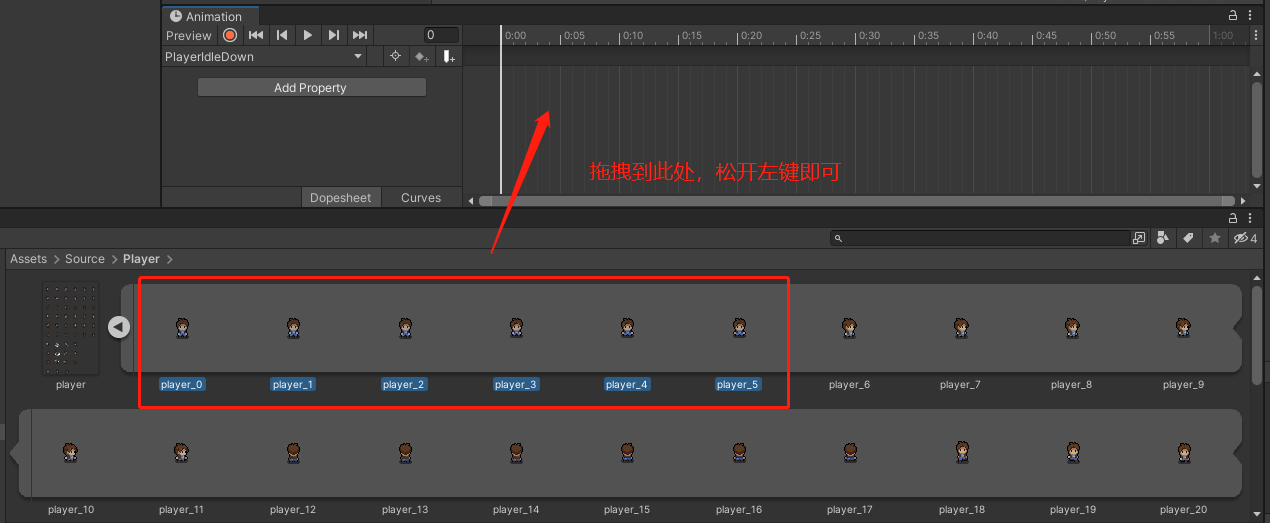 Animation
Preview 0 0:00 0:05 0:10 0:15 0:20 0:25 0:30 0:35 0:40 0:45 0:50 0:55 1:00
PlayerIdleDown
Add Property
拖拽到此处，松开左键即可
Dopesheet Curves
4
Assets > Source > Player >
player player_0 player_1 player_2 player_3 player_4 player_5 player_6 player_7 player_8 player_9
player_10 player_11 player_12 player_13 player_14 player_15 player_16 player_17 player_18 player_19 player_20